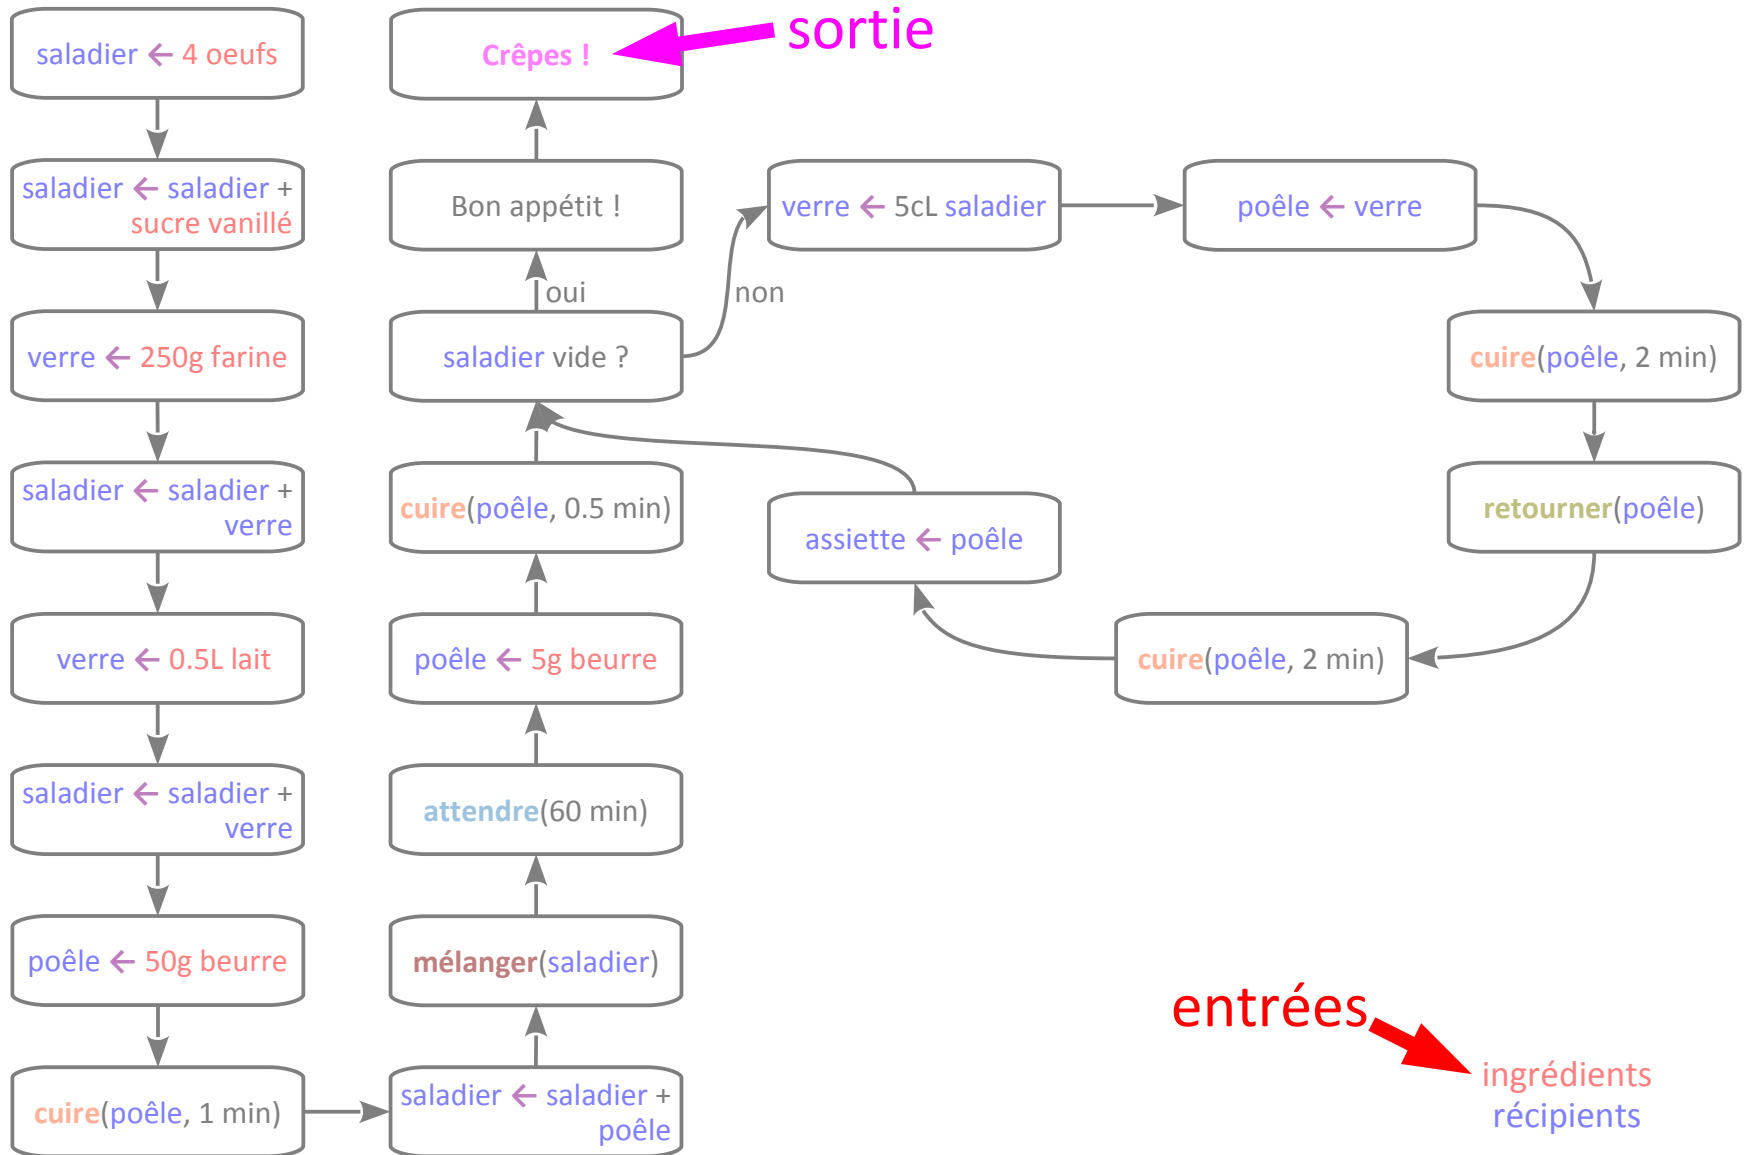 saladier ← 4 oeufs
saladier ← saladier +
sucre vanillé
verre ← 250g farine
saladier ← saladier +
verre
verre ← 0.5L lait
saladier ← saladier +
verre
poêle ← 50g beurre
cuire(poêle, 1 min)
saladier ← saladier +
poêle
mélanger(saladier)
attendre(60 min)
poêle ← 5g beurre
cuire(poêle, 0.5 min)
saladier vide ?
oui
Bon appétit !
Crêpes !
sortie
non
verre ← 5cL saladier
poêle ← verre
cuire(poêle, 2 min)
retourner(poêle)
cuire(poêle, 2 min)
assiette ← poêle
entrées
ingrédients
récipients